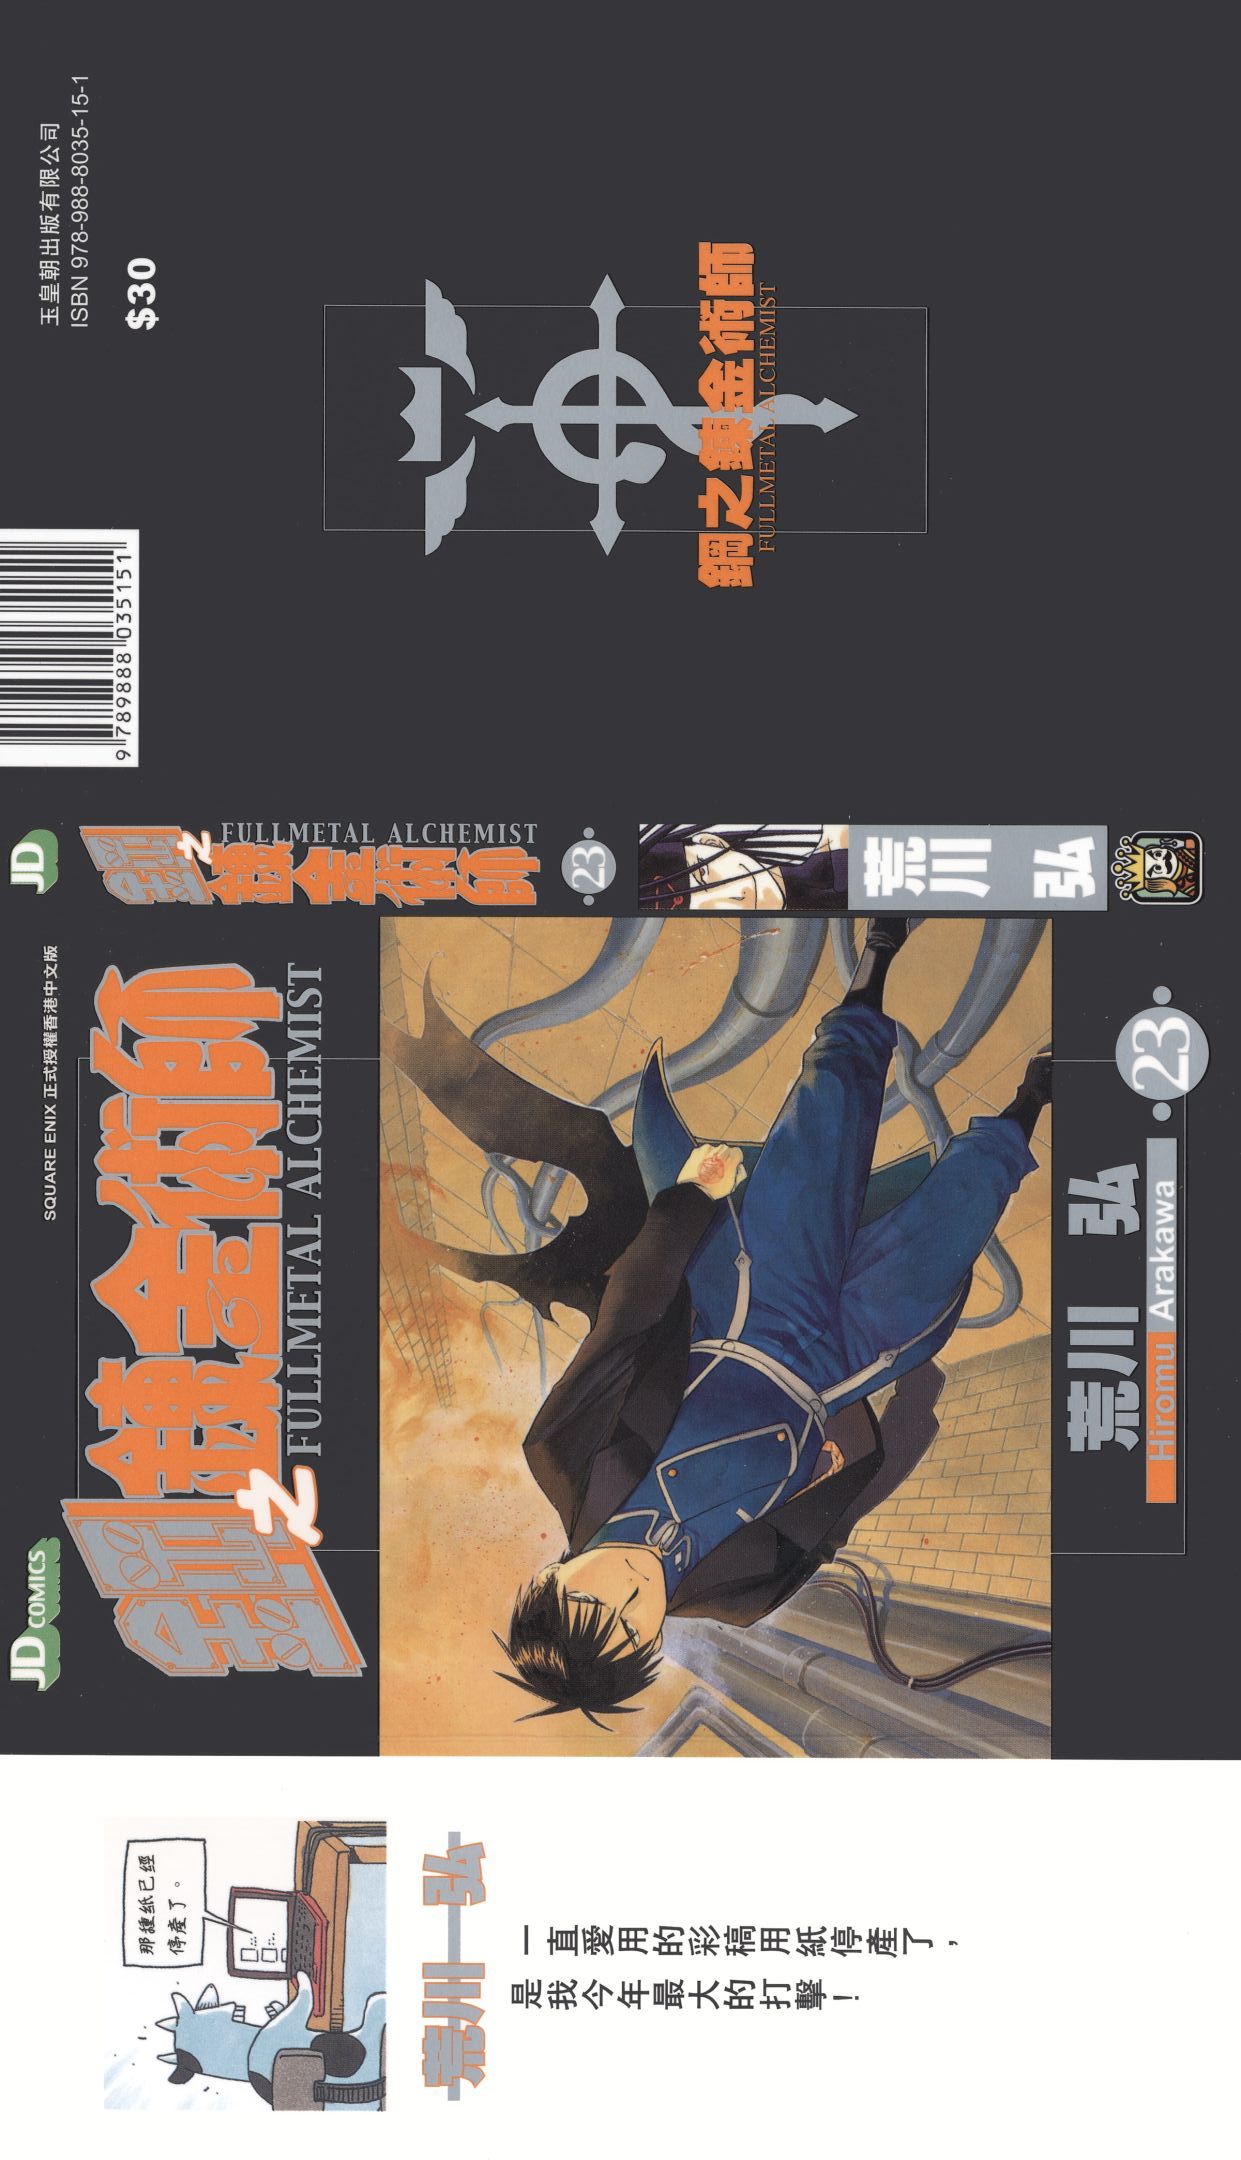 玉皇朝出版有限公司
ISBN 978-988-8035-15-1
$30
鋼之鍊金術師
FULLMETAL ALCHEMIST
9 789888 035151
JD
鋼之鍊金術師
FULLMETAL ALCHEMIST
23
荒川 弘
JD COMICS
SQUARE ENIX 正式授權香港中文版
鋼之鍊金術師
FULLMETAL ALCHEMIST
荒川 弘
Hiromu Arakawa
23
那種紙已經
停產了。
荒川 弘
一直愛用的彩稿用紙停產了，
是我今年最大的打擊！